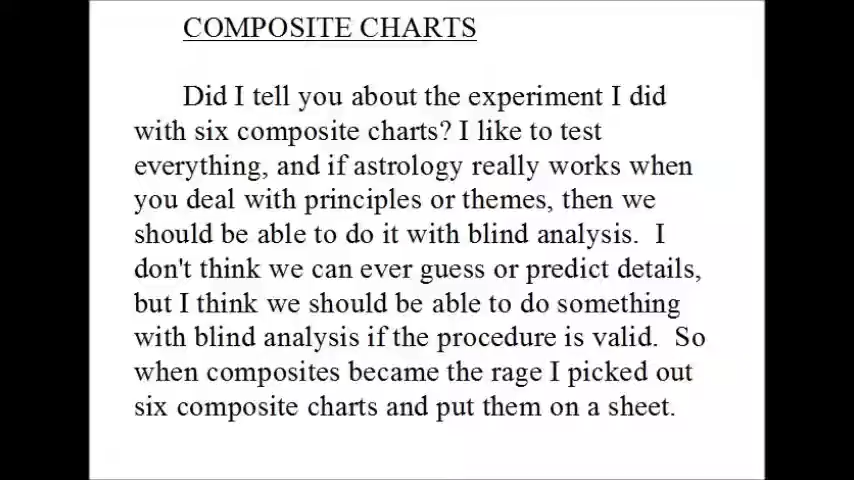 COMPOSITE CHARTS
Did I tell you about the experiment I did
with six composite charts? I like to test
everything, and if astrology really works when
you deal with principles or themes, then we
should be able to do it with blind analysis.  I
don't think we can ever guess or predict details,
but I think we should be able to do something
with blind analysis if the procedure is valid.  So
when composites became the rage I picked out
six composite charts and put them on a sheet.